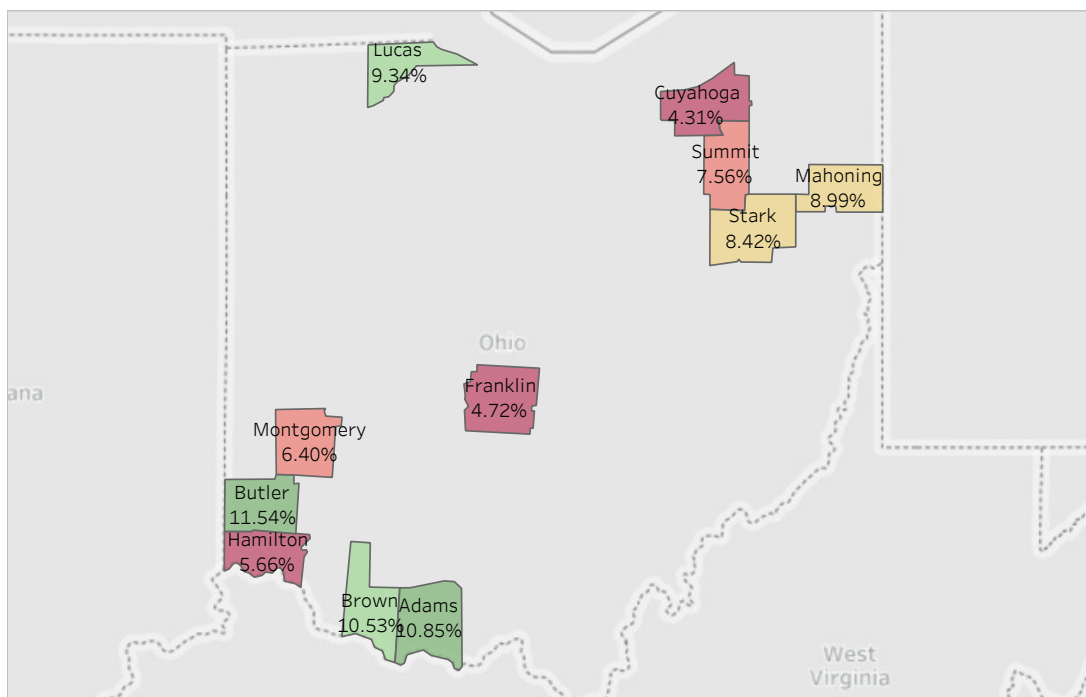 Lucas
9.34%
Cuyahoga
4.31%
Summit
7.56%
Mahoning
8.99%
Stark
8.42%
Ohio
Franklin
4.72%
ana
Montgomery
6.40%
Butler
11.54%
Hamilton
5.66%
Brown
10.53%
Adams
10.85%
West
Virginia